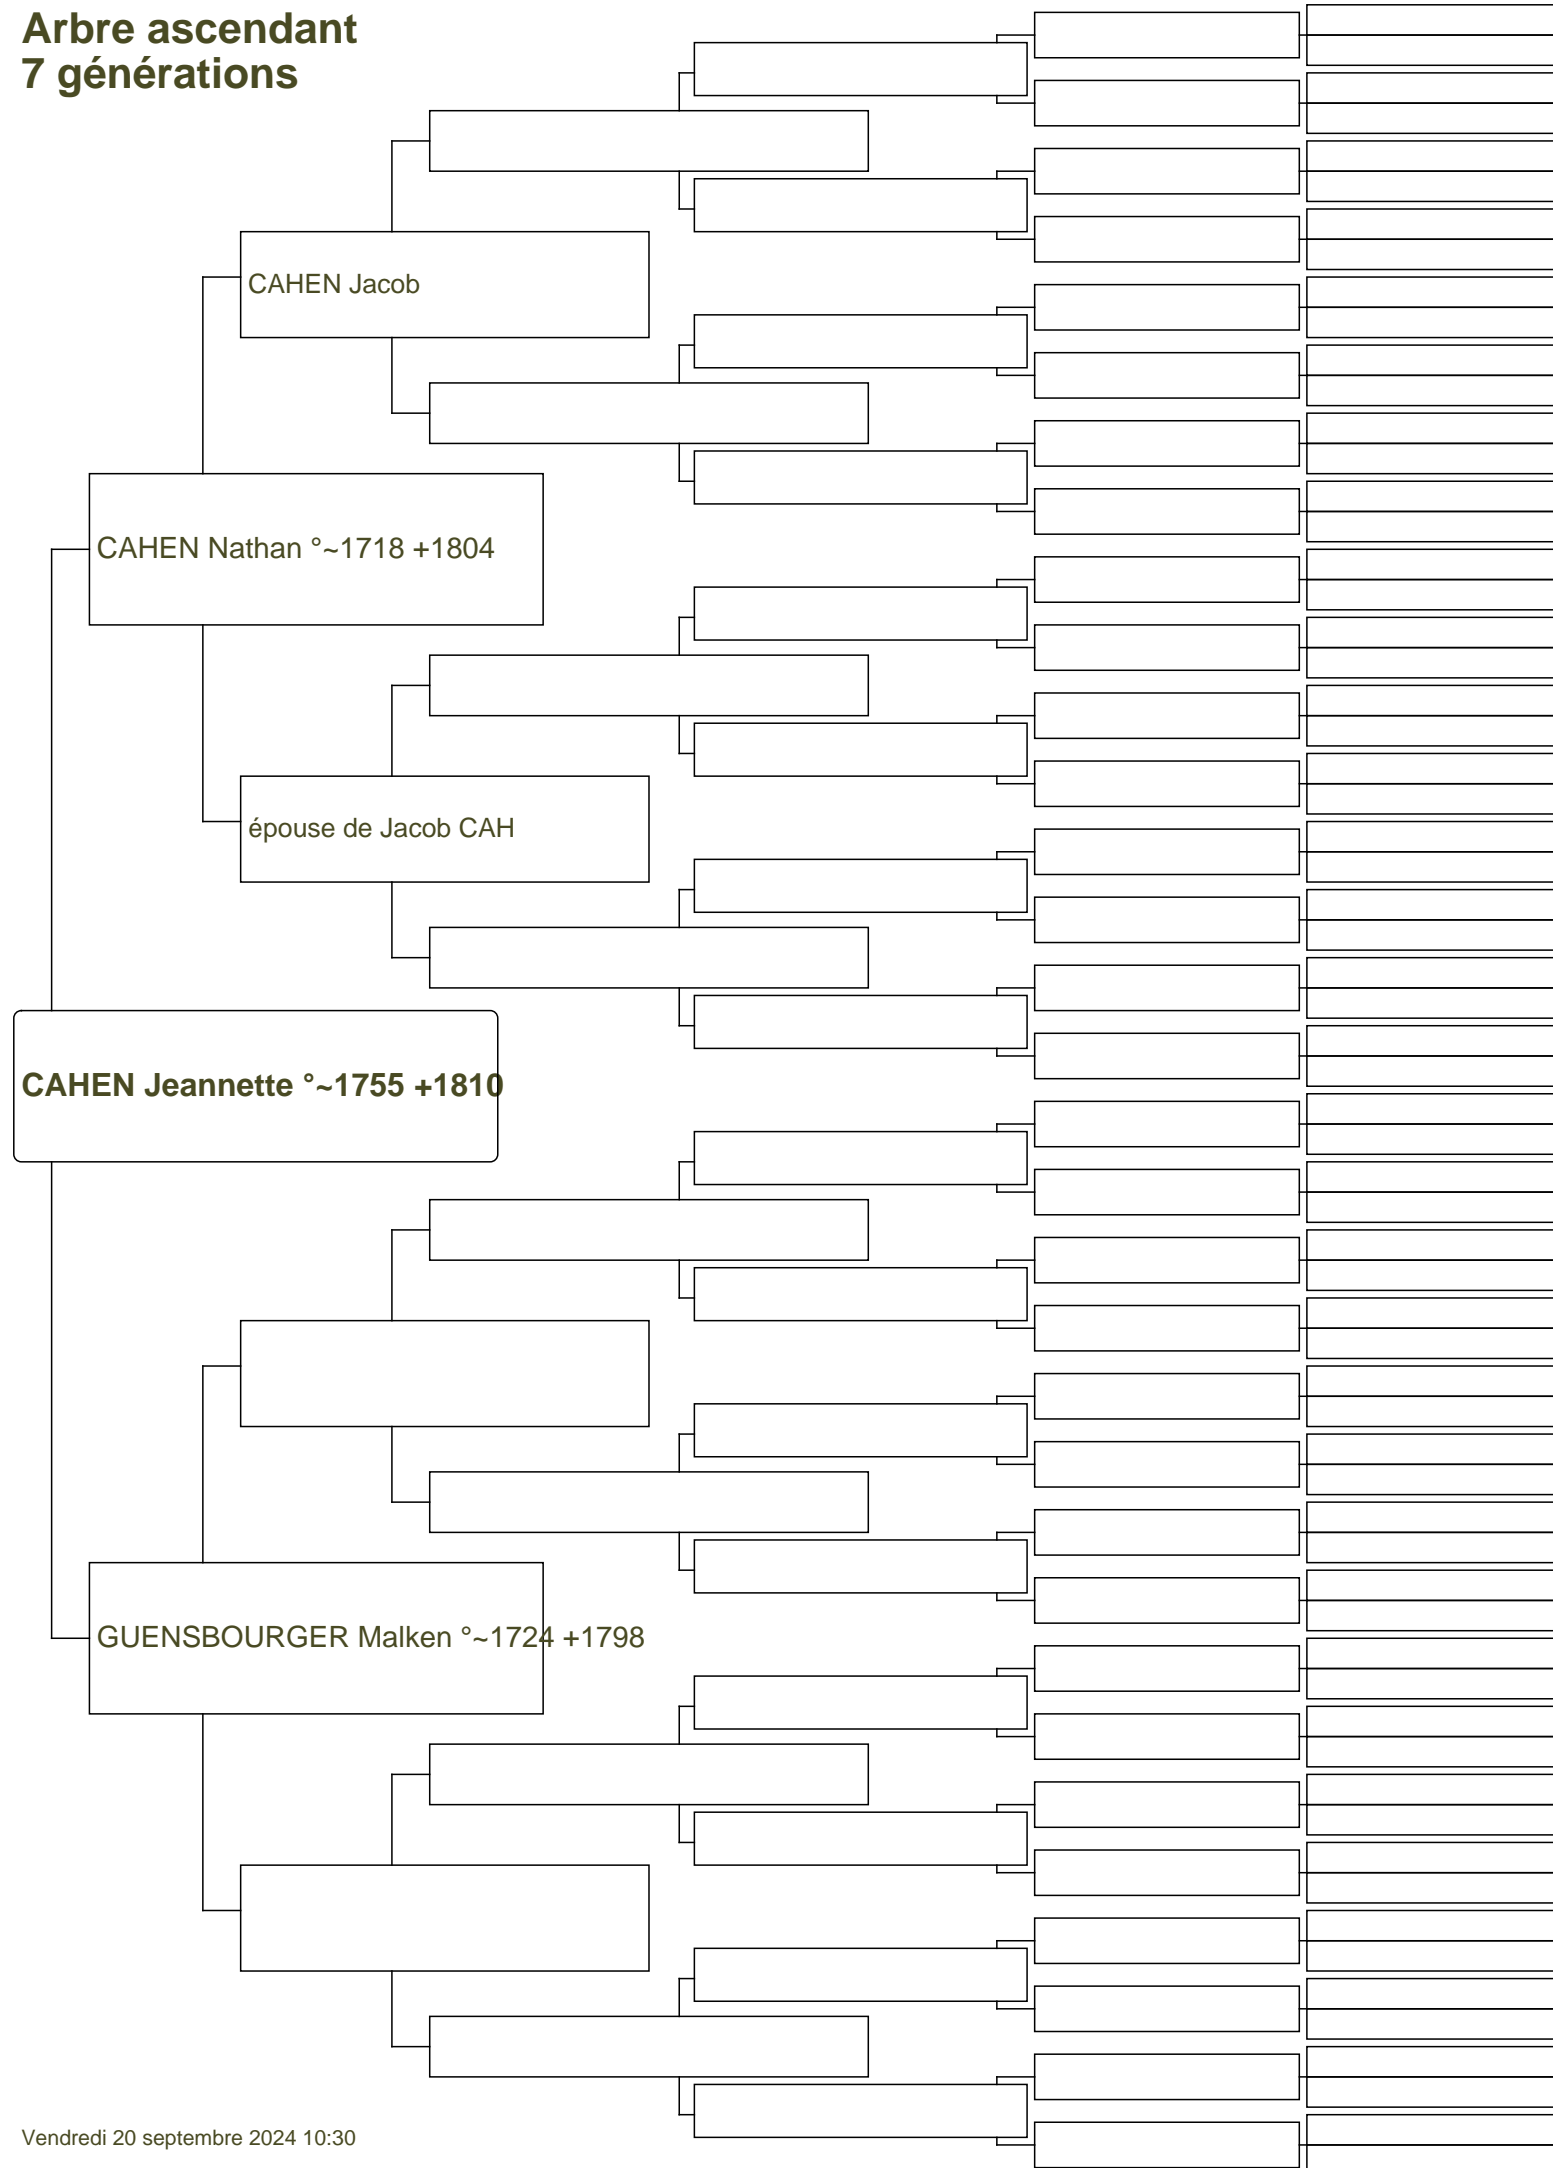 Arbre ascendant
7 générations
CAHEN Jacob
CAHEN Nathan °~1718 +1804
épouse de Jacob CAH
CAHEN Jeannette °~1755 +1810
GUENSBOURGER Malken °~1724 +1798
Vendredi 20 septembre 2024 10:30